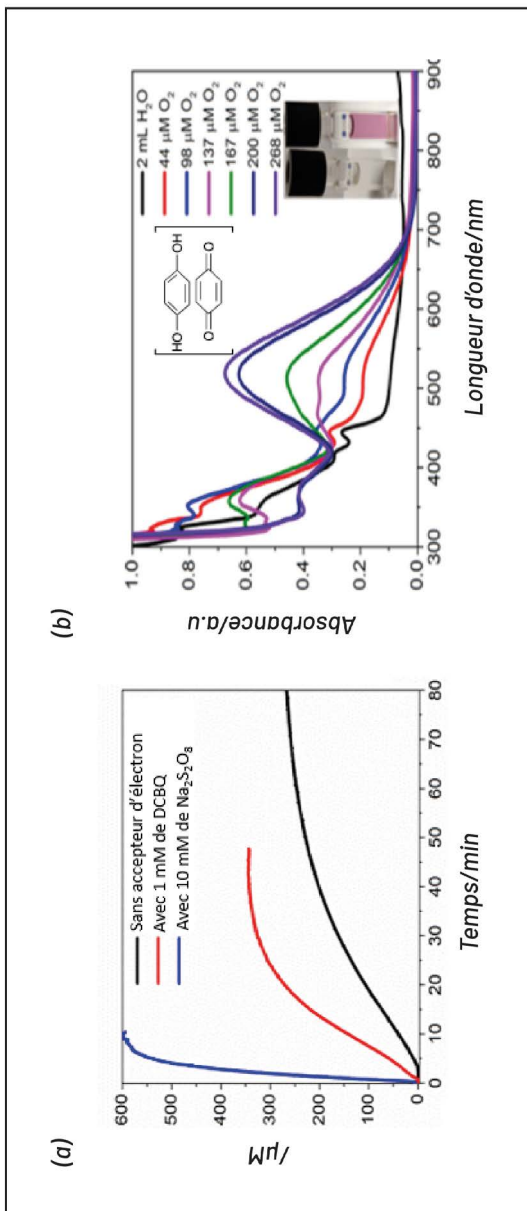 (a)
600
500
400
300
200
100
0
/µM
Sans accepteur d'électron
Avec 1 mM de DCBQ
Avec 10 mM de Na₂S₂O₈
0 10 20 30 40 50 60 70 80
Temps/min
(b)
1.0
0.8
0.6
0.4
0.2
0.0
Absorbance/a.u
HO OH
O O
2 mL H₂O
44 µM O₂
98 µM O₂
137 µM O₂
167 µM O₂
200 µM O₂
268 µM O₂
300 400 500 600 700 800 900
Longueur d'onde/nm